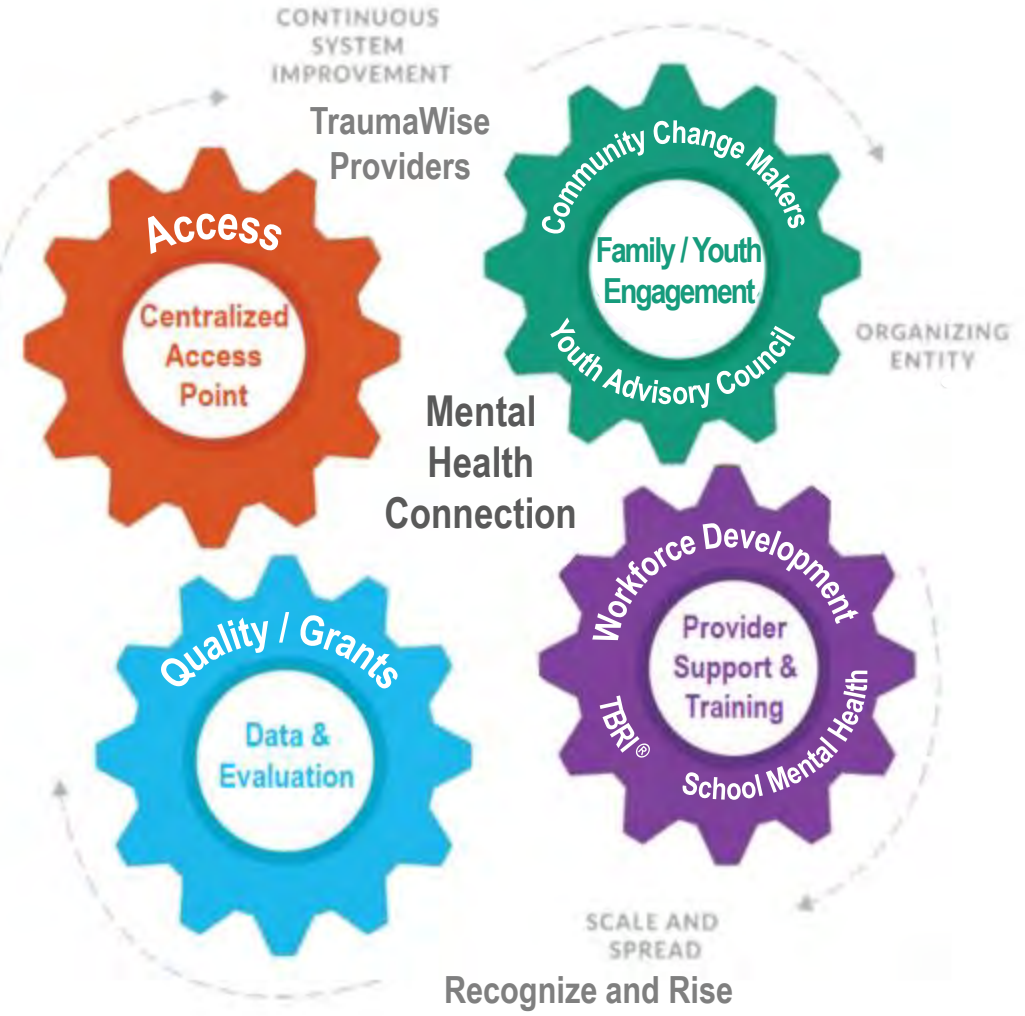 CONTINUOUS
SYSTEM
IMPROVEMENT
TraumaWise
Providers
Access
Centralized
Access
Point
Community Change Makers
Family / Youth
Engagement
Youth Advisory Council
ORGANIZING
ENTITY
Mental
Health
Connection
Quality / Grants
Data &
Evaluation
Workforce Development
Provider
Support &
Training
TBRI®
School Mental Health
SCALE AND
SPREAD
Recognize and Rise